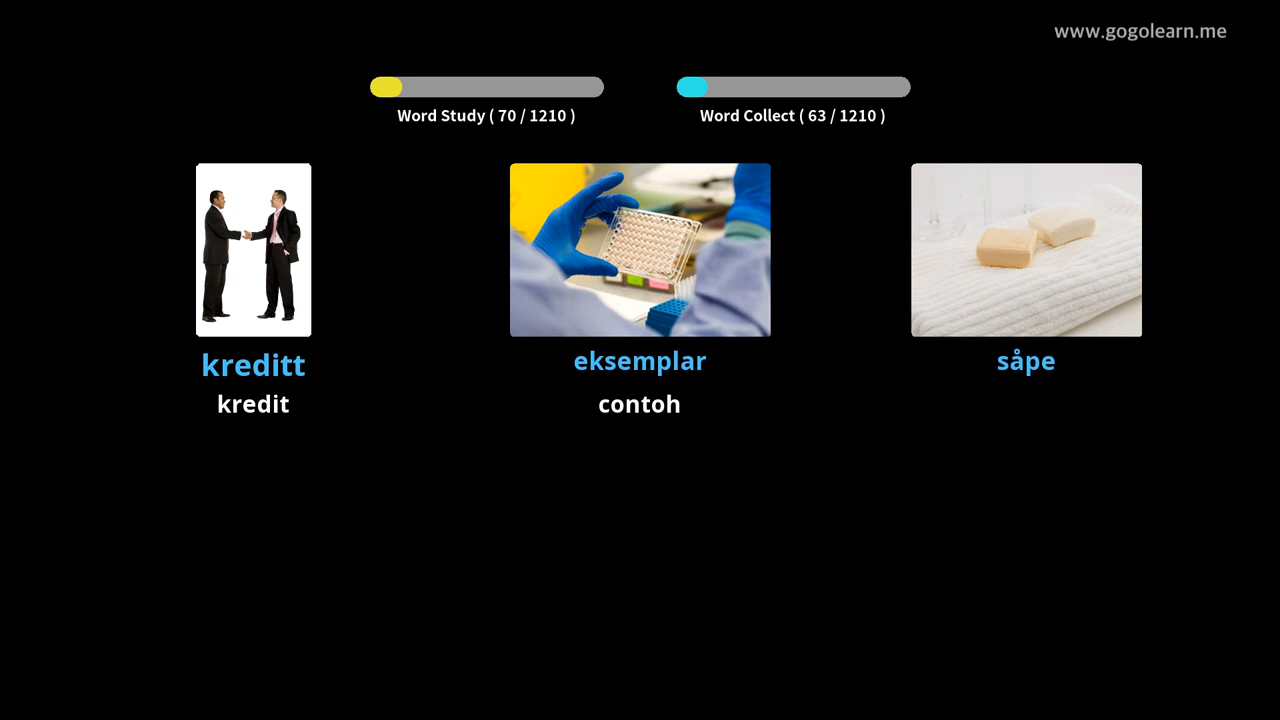 www.gogolearn.me
Word Study ( 70 / 1210 )
Word Collect ( 63 / 1210 )
kreditt
eksemplar
såpe
kredit
contoh